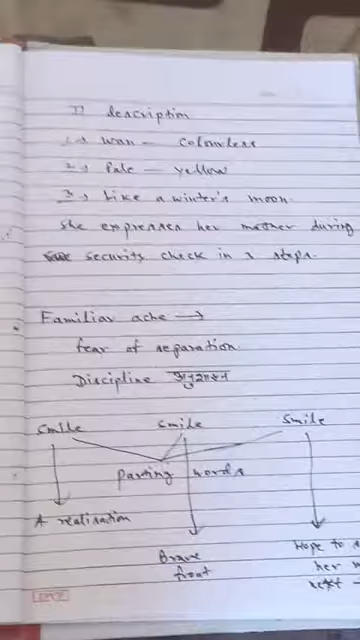 II description
1 → wan - colourless
2 → Pale - yellow
3 → Like a winter's moon.
She expresses her mother during
security check in 3 steps.
Familiar ache →
fear of separation.
Discipline अनुशासन
Smile Smile Smile
parting words
A realisation
Brave
front
Hope to
her
next